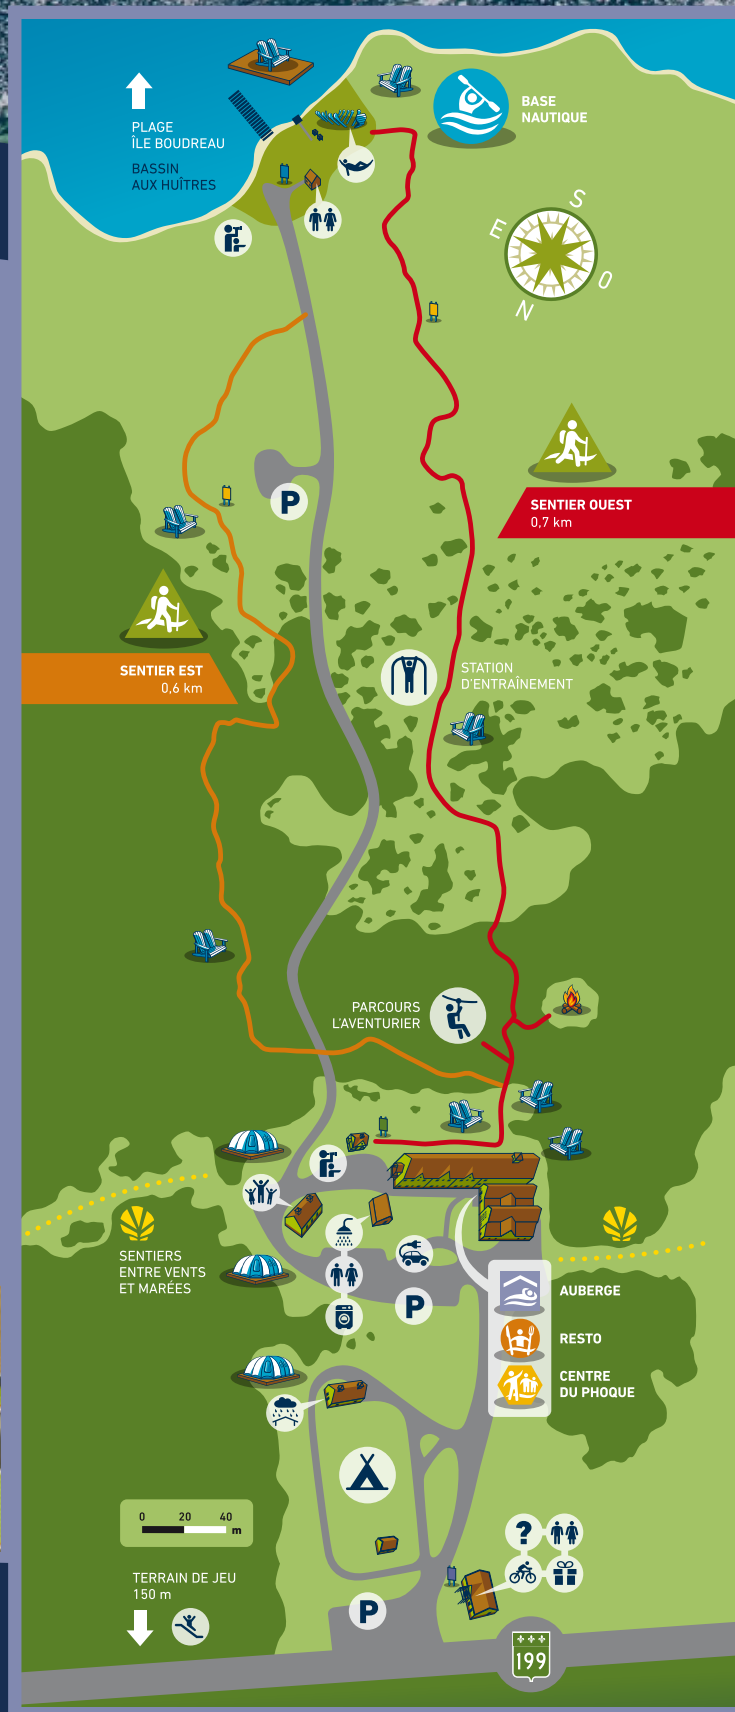 PLAGE
ÎLE BOUDREAU
BASSIN
AUX HUÎTRES
BASE
NAUTIQUE
S
E
O
N
P
SENTIER OUEST
0,7 km
SENTIER EST
0,6 km
STATION
D'ENTRAÎNEMENT
PARCOURS
L'AVENTURIER
SENTIERS
ENTRE VENTS
ET MARÉES
P
AUBERGE
RESTO
CENTRE
DU PHOQUE
0 20 40
m
?
TERRAIN DE JEU
150 m
P
199